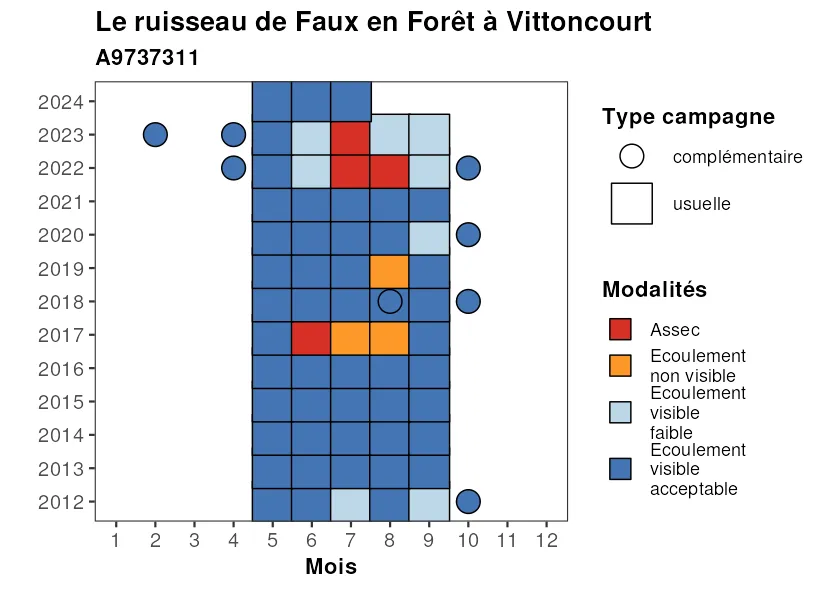 Le ruisseau de Faux en Forêt à Vittoncourt
A9737311
2024
2023
2022
2021
2020
2019
2018
2017
2016
2015
2014
2013
2012
1 2 3 4 5 6 7 8 9 10 11 12
Mois
Type campagne
complémentaire
usuelle
Modalités
Assec
Ecoulement
non visible
Ecoulement
visible
faible
Ecoulement
visible
acceptable